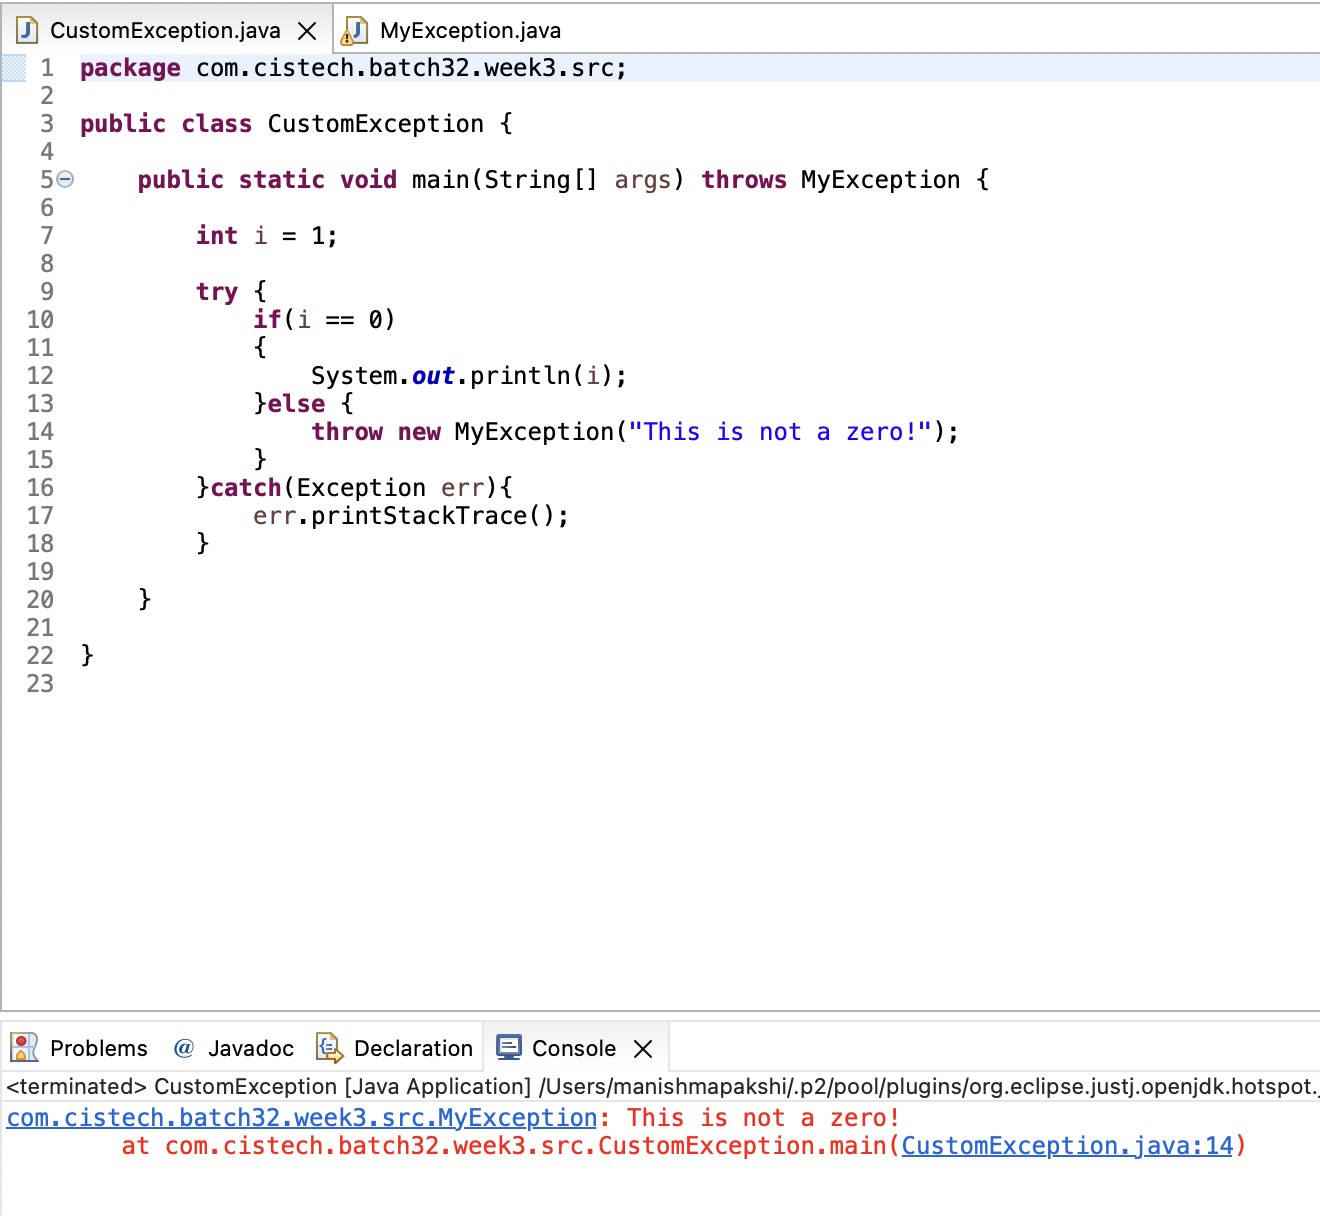 CustomException.java MyException.java
1 package com.cistech.batch32.week3.src;
2
3 public class CustomException {
4
5 public static void main(String[] args) throws MyException {
6
7 int i = 1;
8
9 try {
10 if(i == 0)
11 {
12 System.out.println(i);
13 }else {
14 throw new MyException("This is not a zero!");
15 }
16 }catch(Exception err){
17 err.printStackTrace();
18 }
19
20 }
21
22 }
23
Problems @ Javadoc Declaration Console
<terminated> CustomException [Java Application] /Users/manishmapakshi/.p2/pool/plugins/org.eclipse.justj.openjdk.hotspot.
com.cistech.batch32.week3.src.MyException: This is not a zero!
at com.cistech.batch32.week3.src.CustomException.main(CustomException.java:14)